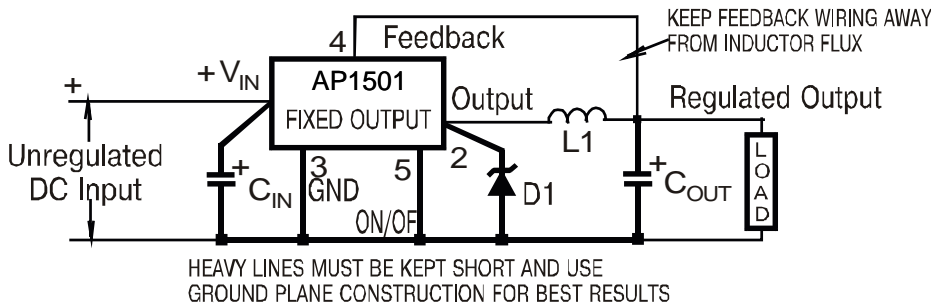 KEEP FEEDBACK WIRING AWAY
FROM INDUCTOR FLUX
4
Feedback
+VIN
AP1501
FIXED OUTPUT
Output
Regulated Output
+
Unregulated
DC Input
L1
2
+
CIN
3
GND
5
ON/OF
D1
+
COUT
LOAD
HEAVY LINES MUST BE KEPT SHORT AND USE
GROUND PLANE CONSTRUCTION FOR BEST RESULTS